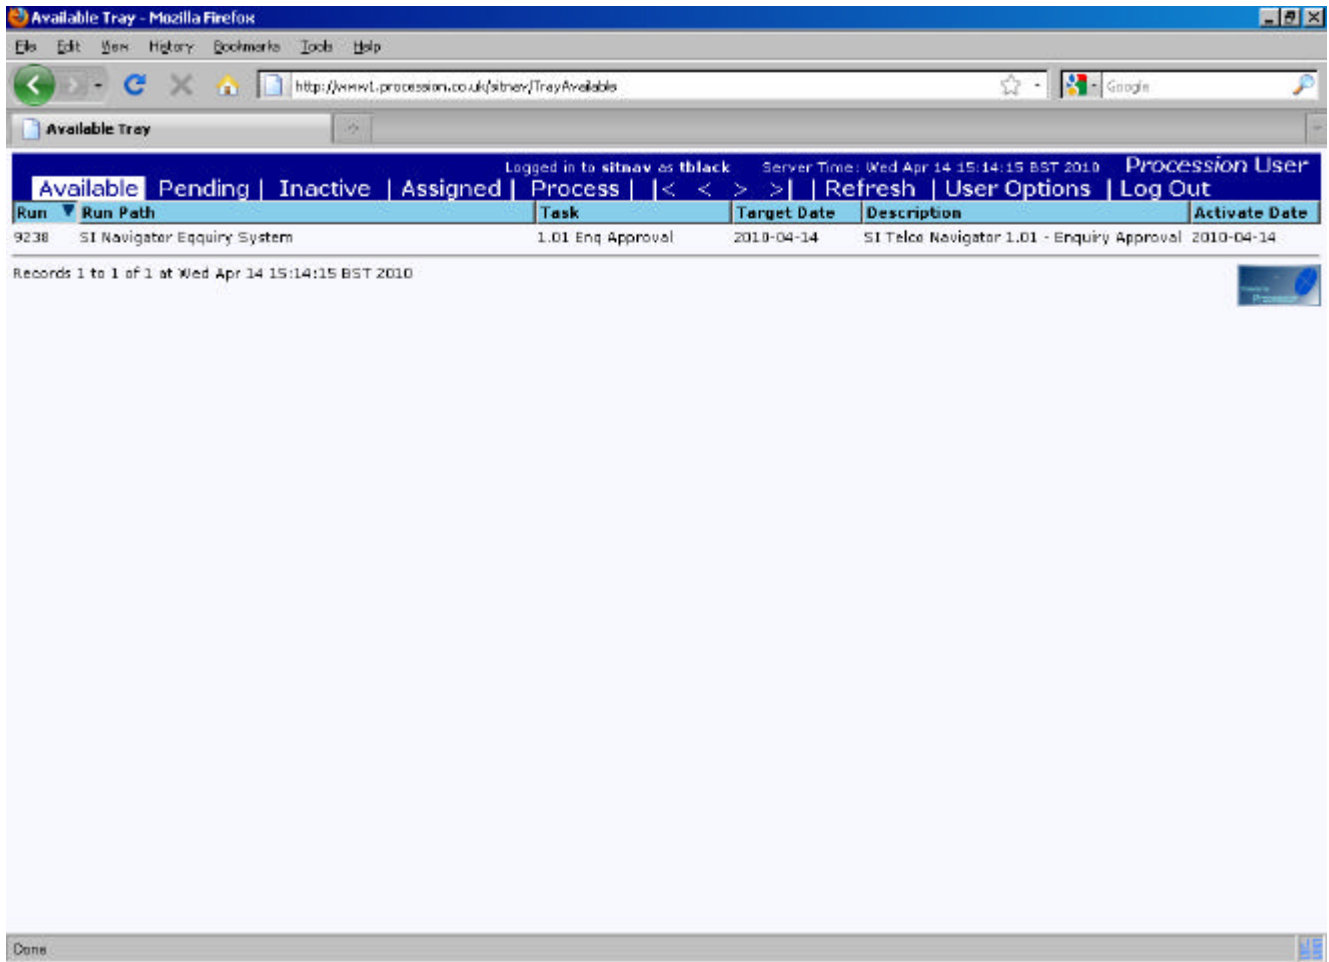 Available Tray - Mozilla Firefox
File Edit View History Bookmarks Tools Help
http://www1.procession.co.uk/sitnav/TrayAvailable Google
Available Tray
Logged in to sitnav as tblack Server Time: Wed Apr 14 15:14:15 BST 2010 Procession User
Available Pending | Inactive | Assigned | Process | |< < > >| | Refresh | User Options | Log Out
Run Run Path Task Target Date Description Activate Date
9238 SI Navigator Eqquiry System 1.01 Enq Approval 2010-04-14 SI Telco Navigator 1.01 - Enquiry Approval 2010-04-14
Records 1 to 1 of 1 at Wed Apr 14 15:14:15 BST 2010
Procession
Done